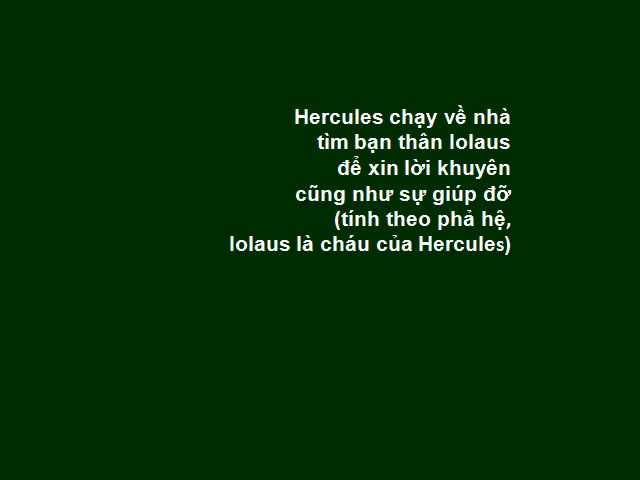 Hercules chạy về nhà
tìm bạn thân Iolaus
để xin lời khuyên
cũng như sự giúp đỡ
(tính theo phả hệ,
Iolaus là cháu của Hercules)